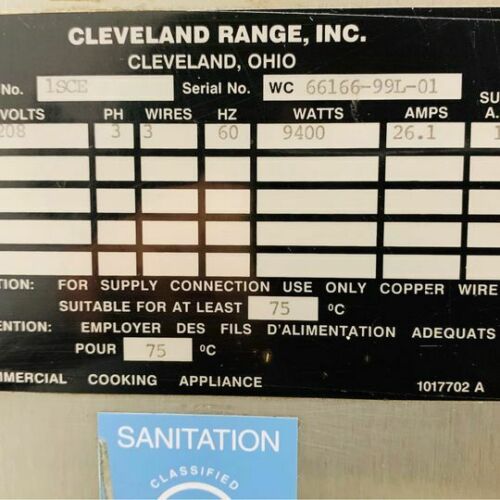 CLEVELAND RANGE, INC.
CLEVELAND, OHIO
No. 1SCE Serial No. WC 66166-99L-01
VOLTS PH WIRES HZ WATTS AMPS SU A.
208 3 3 60 9400 26.1 1
TION: FOR SUPPLY CONNECTION USE ONLY COPPER WIRE
SUITABLE FOR AT LEAST 75 °C
ENTION: EMPLOYER DES FILS D'ALIMENTATION ADEQUATS
POUR 75 °C
MMERCIAL COOKING APPLIANCE 1017702 A
SANITATION
CLASSIFIED